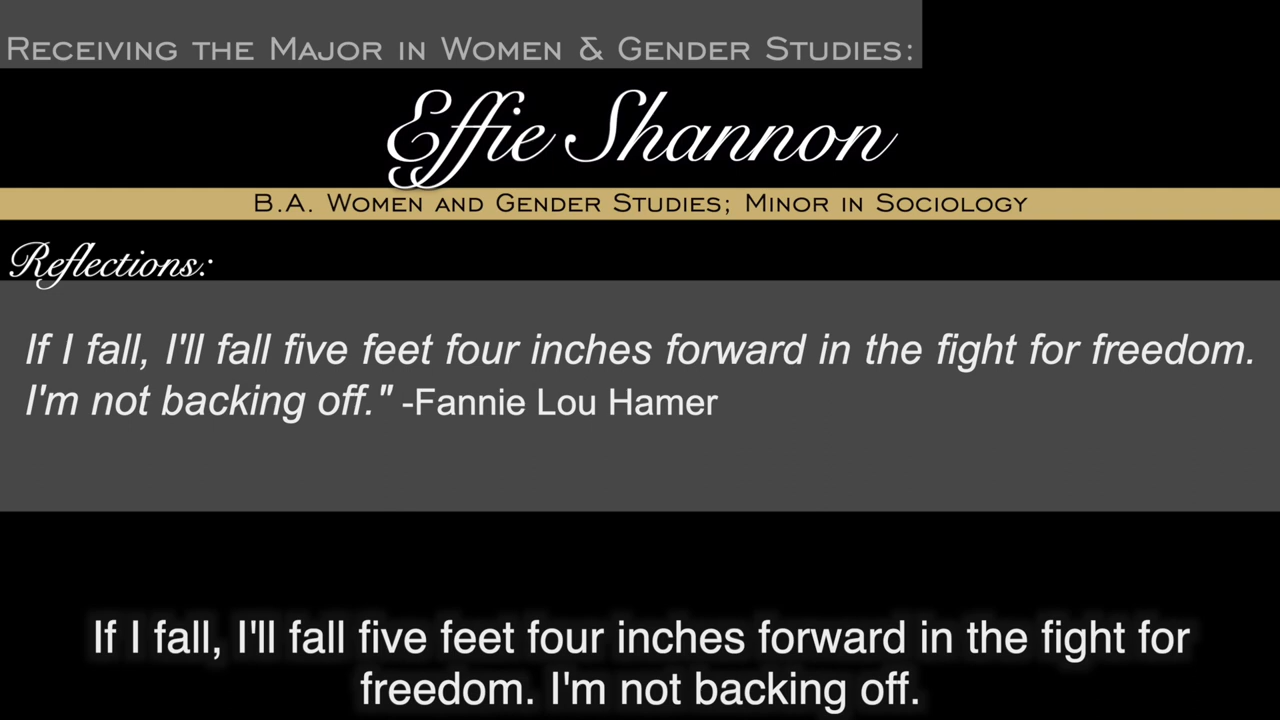 Receiving the Major in Women & Gender Studies:
Effie Shannon
B.A. Women and Gender Studies; Minor in Sociology
Reflections:
If I fall, I'll fall five feet four inches forward in the fight for freedom.
I'm not backing off." -Fannie Lou Hamer
If I fall, I'll fall five feet four inches forward in the fight for
freedom. I'm not backing off.